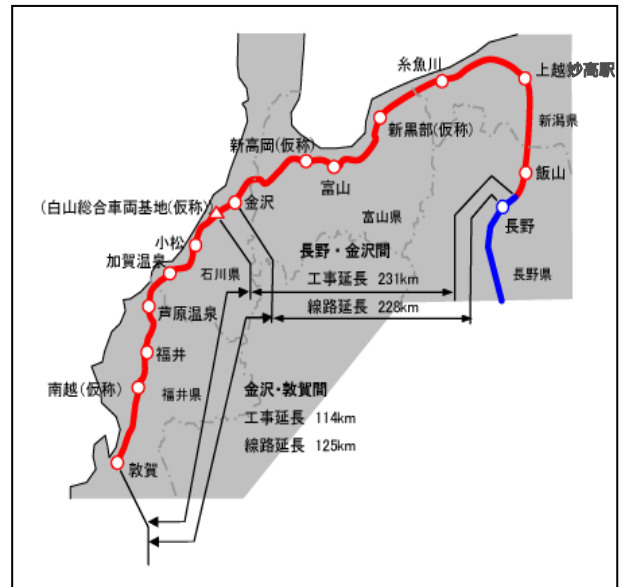 糸魚川
上越妙高駅
新潟県
新黒部(仮称)
新高岡(仮称)
富山
飯山
(白山総合車両基地(仮称)
金沢
富山県
長野
小松
長野・金沢間
加賀温泉
石川県
工事延長 231km
長野県
芦原温泉
線路延長 228km
福井
南越(仮称)
福井県
金沢・敦賀間
工事延長 114km
線路延長 125km
敦賀